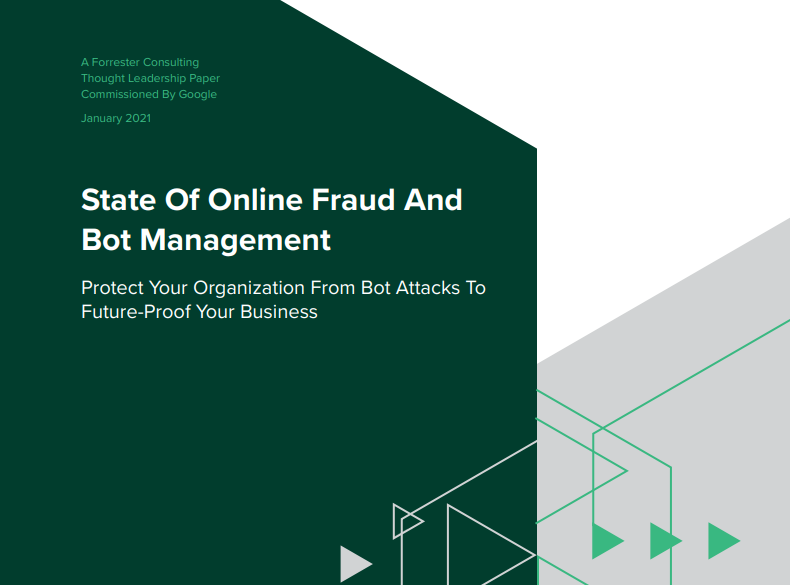 A Forrester Consulting
Thought Leadership Paper
Commissioned By Google
January 2021
State Of Online Fraud And
Bot Management
Protect Your Organization From Bot Attacks To
Future-Proof Your Business